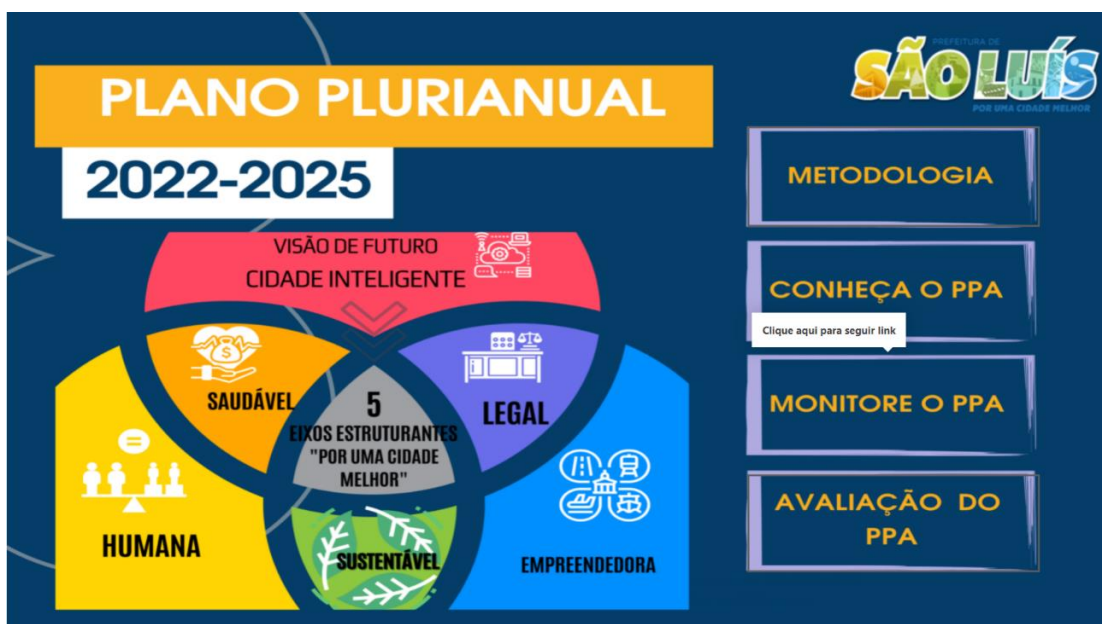 PREFEITURA DE
SÃO LUÍS
POR UMA CIDADE MELHOR
PLANO PLURIANUAL
2022-2025
VISÃO DE FUTURO
CIDADE INTELIGENTE
SAUDÁVEL
LEGAL
5
EIXOS ESTRUTURANTES
"POR UMA CIDADE
MELHOR"
HUMANA
SUSTENTÁVEL
EMPREENDEDORA
METODOLOGIA
CONHEÇA O PPA
Clique aqui para seguir link
MONITORE O PPA
AVALIAÇÃO DO
PPA